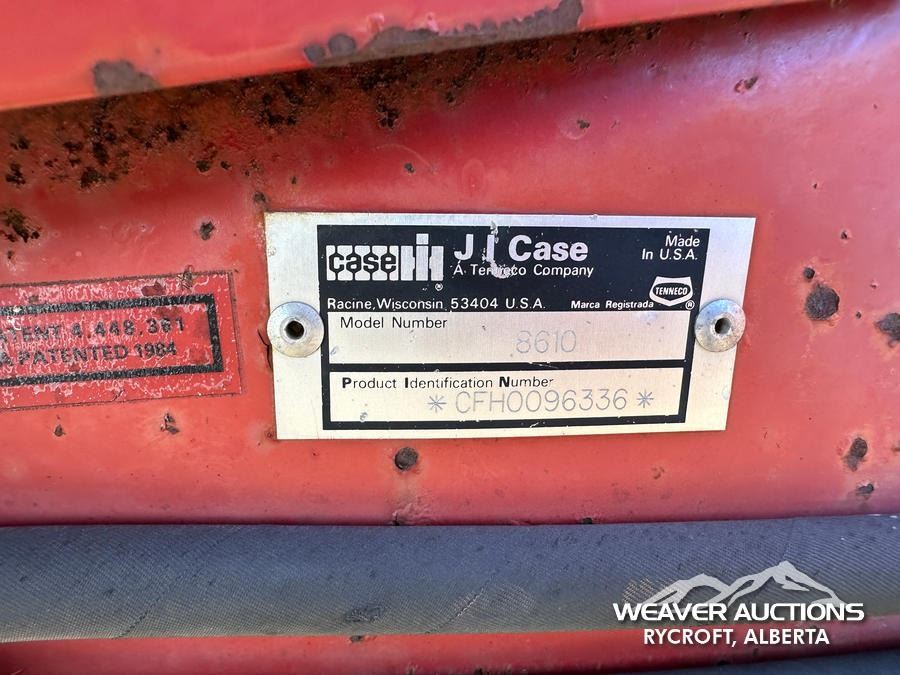 case IH
J I Case
A Tenneco Company
Made
In U.S.A.
TENNECO
Racine, Wisconsin 53404 U.S.A.
Marca Registrada
®
Model Number
8610
Product Identification Number
*CFH0096336*
4,448,361
PATENTED 1984
WEAVER AUCTIONS
RYCROFT, ALBERTA